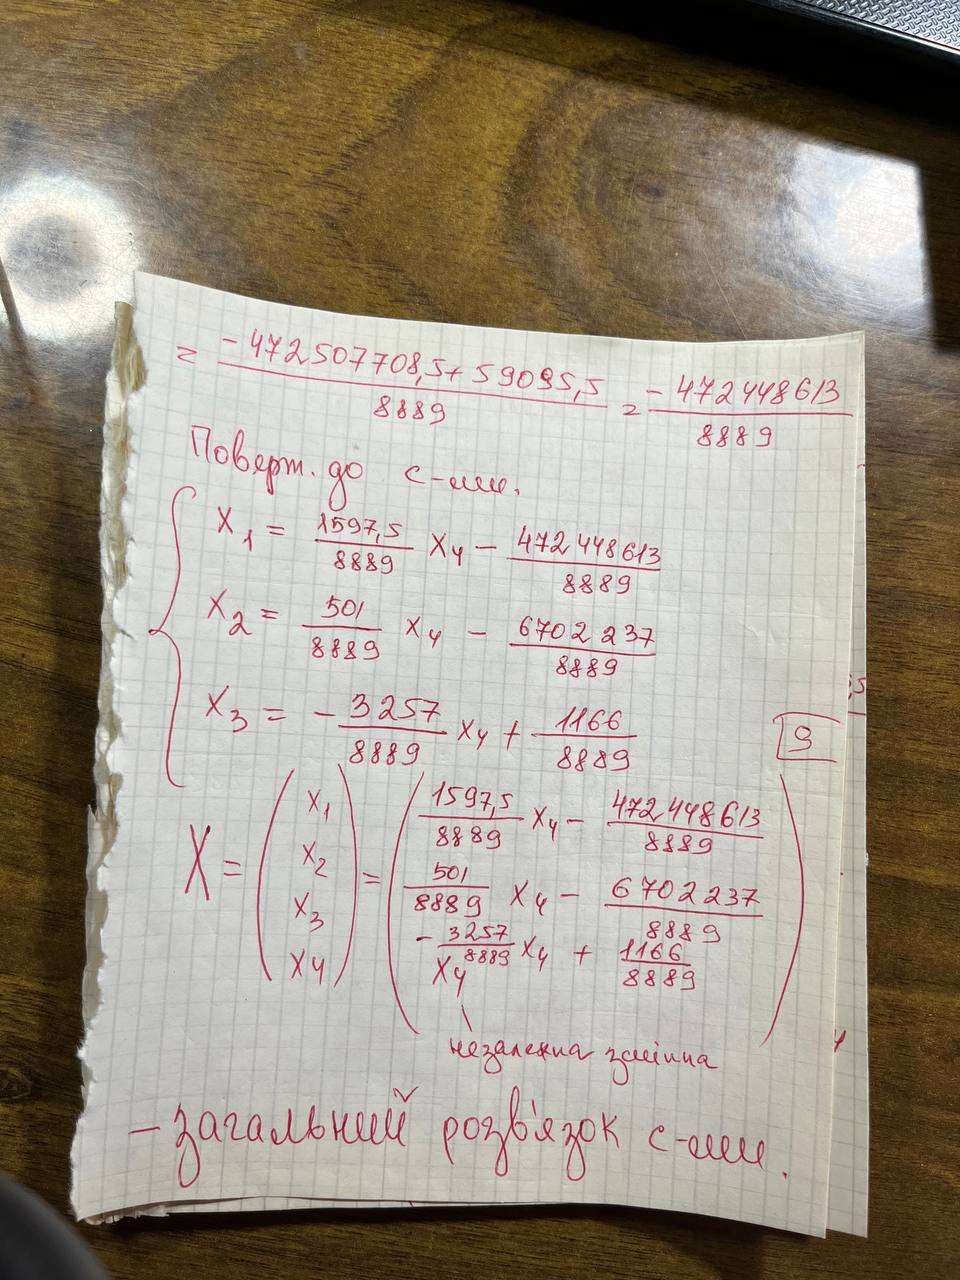 = (-472507708,5+59095,5)/8889 = -472448613/8889
Поверт. до с-ми.
x₁ = 1597,5/8889 x₄ - 472448613/8889
x₂ = 501/8889 x₄ - 6702237/8889
x₃ = -3257/8889 x₄ + 1166/8889
9
X = (x₁ x₂ x₃ x₄) = (1597,5/8889 x₄ - 472448613/8889
501/8889 x₄ - 6702237/8889
-3257/8889 x₄ + 1166/8889
x₄)
незалежна змінна
- загальний розв'язок с-ми.